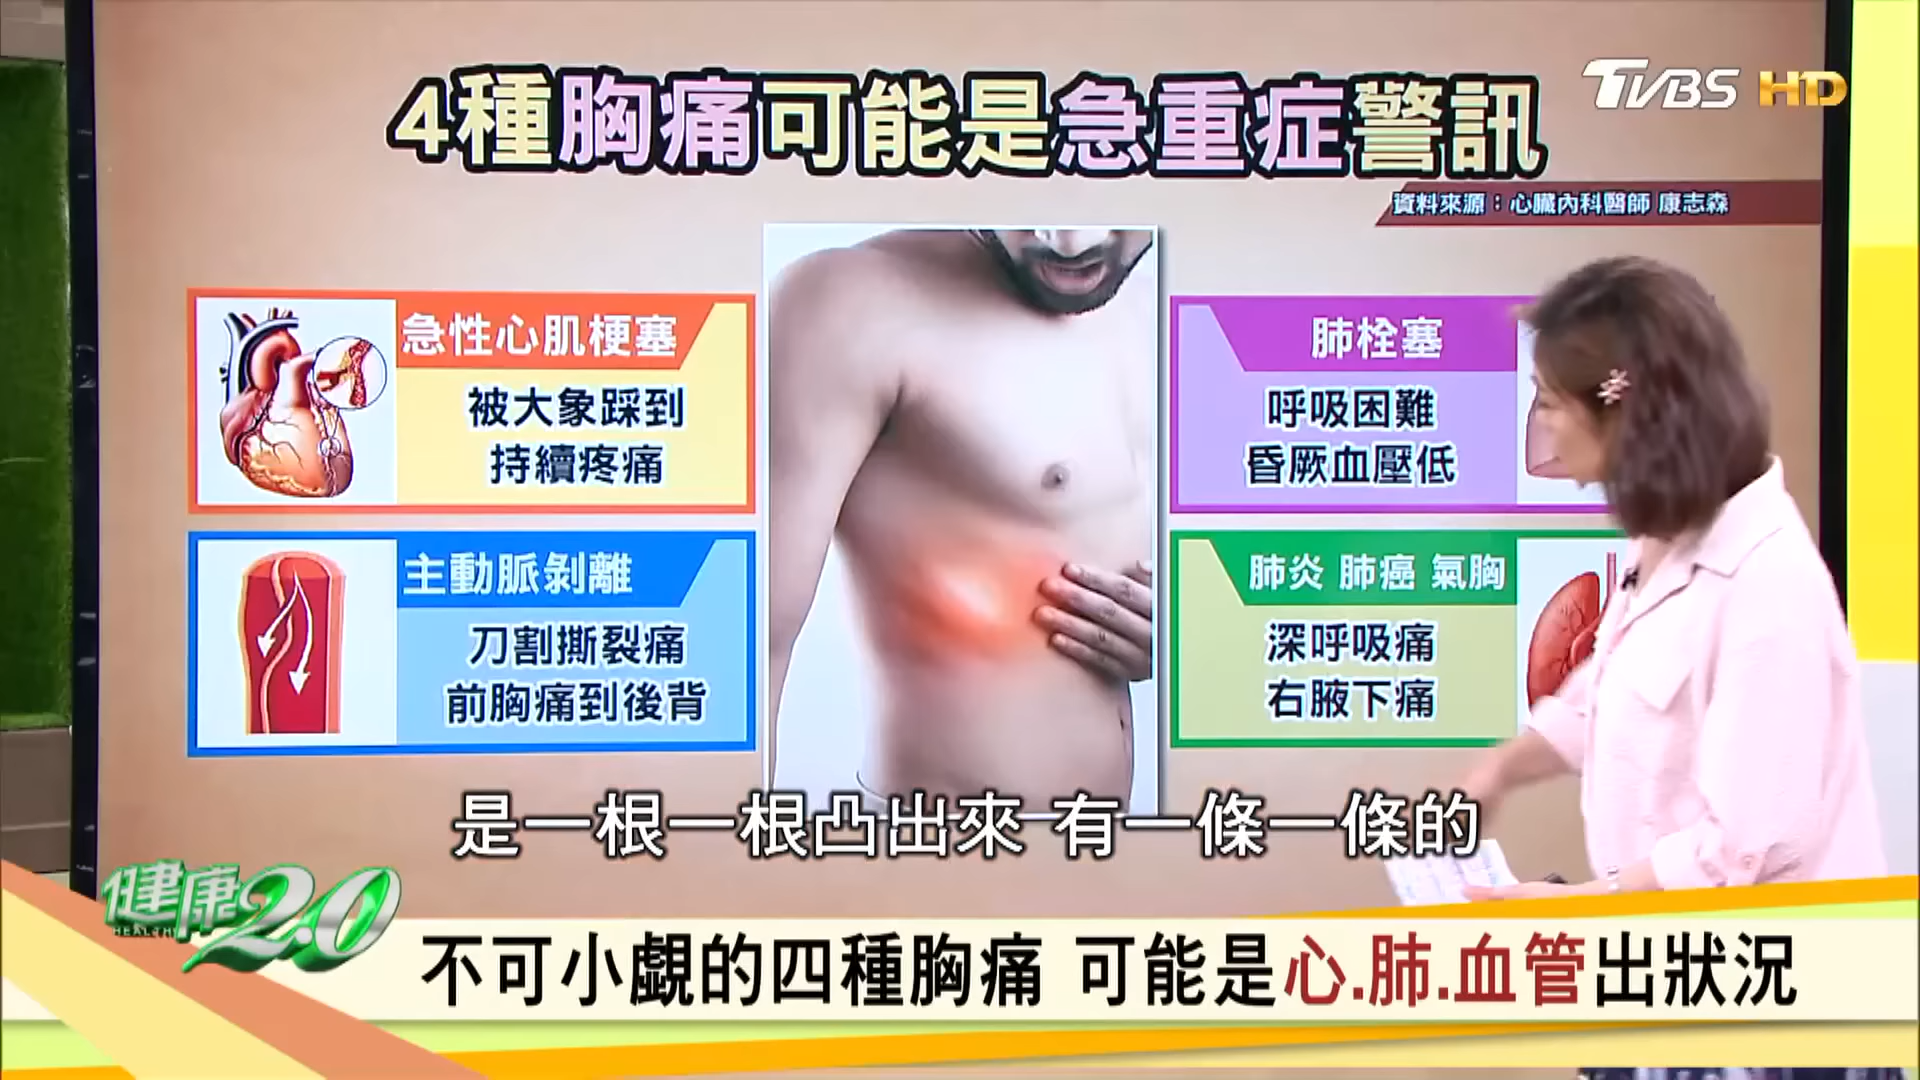 4種胸痛可能是急重症警訊
TVBS HD
資料來源：心臟內科醫師 康志森
急性心肌梗塞
被大象踩到
持續疼痛
肺栓塞
呼吸困難
昏厥血壓低
主動脈剝離
刀割撕裂痛
前胸痛到後背
肺炎 肺癌 氣胸
深呼吸痛
右腋下痛
是一根一根凸出來 有一條一條的
健康2.0
HEALTH
不可小覷的四種胸痛 可能是心.肺.血管出狀況